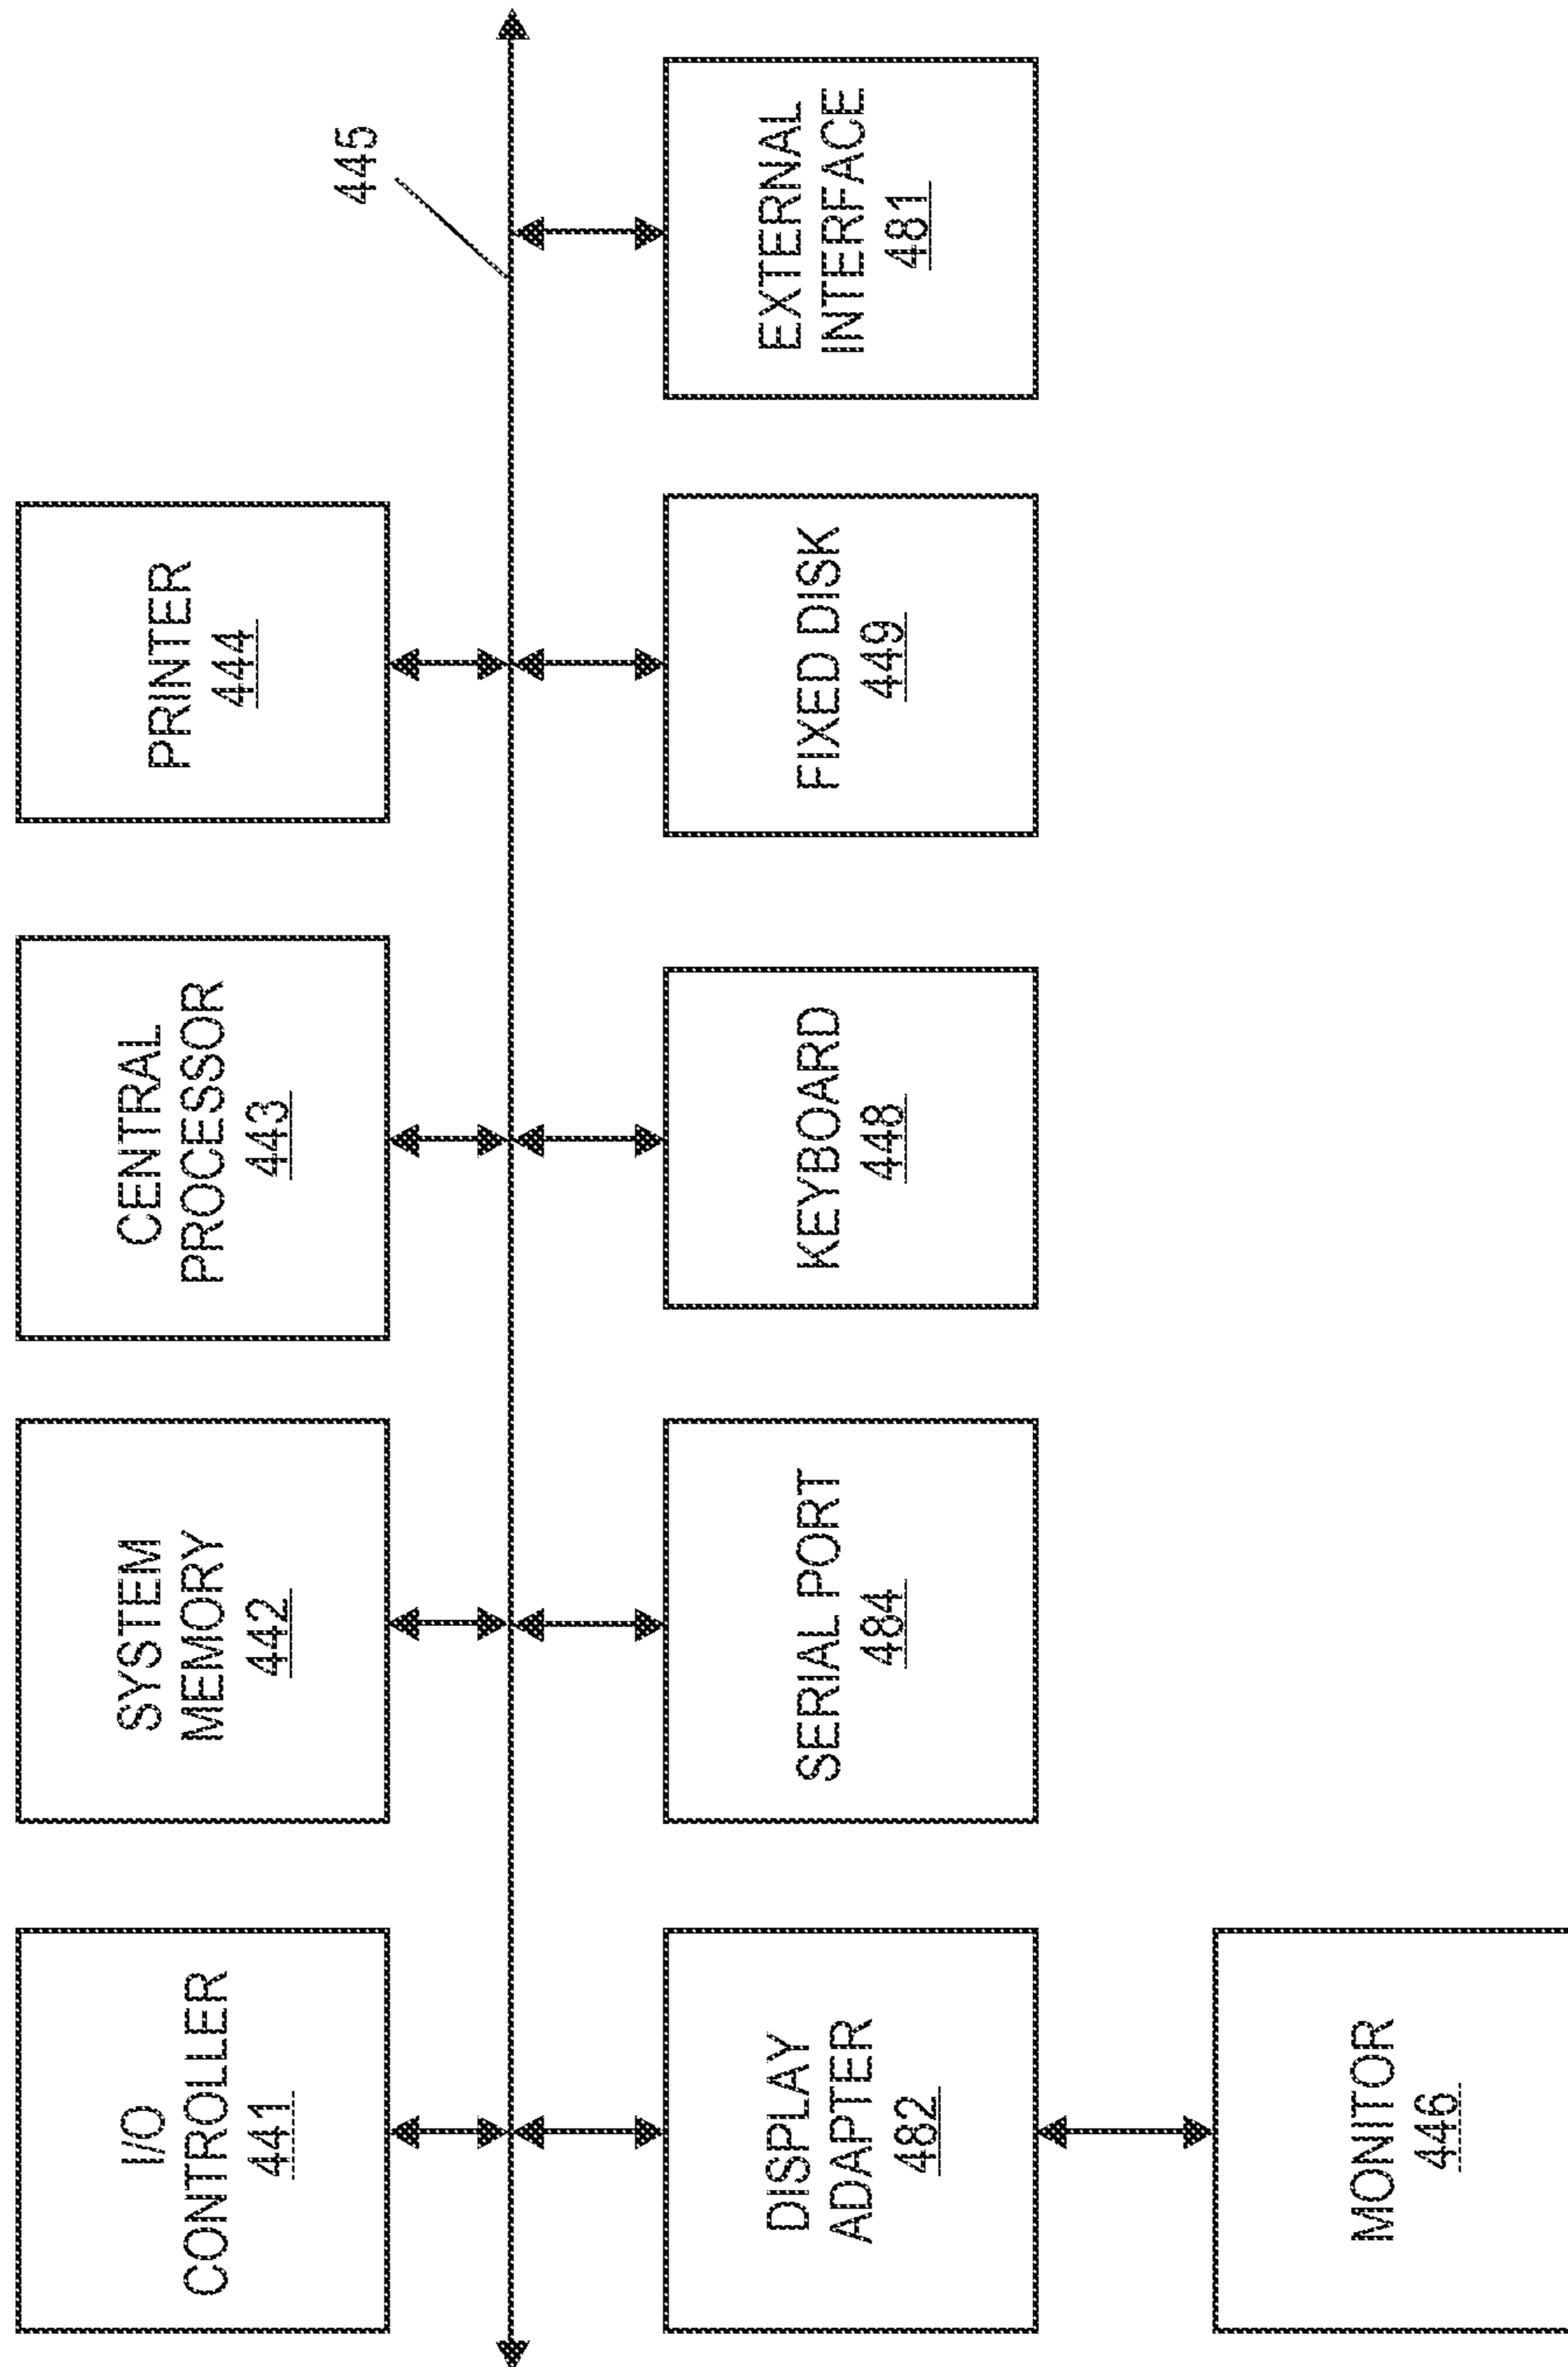 I/O
CONTROLLER
441
SYSTEM
MEMORY
442
CENTRAL
PROCESSOR
443
PRINTER
444
445
DISPLAY
ADAPTER
482
SERIAL PORT
484
KEYBOARD
448
FIXED DISK
449
EXTERNAL
INTERFACE
481
MONITOR
446